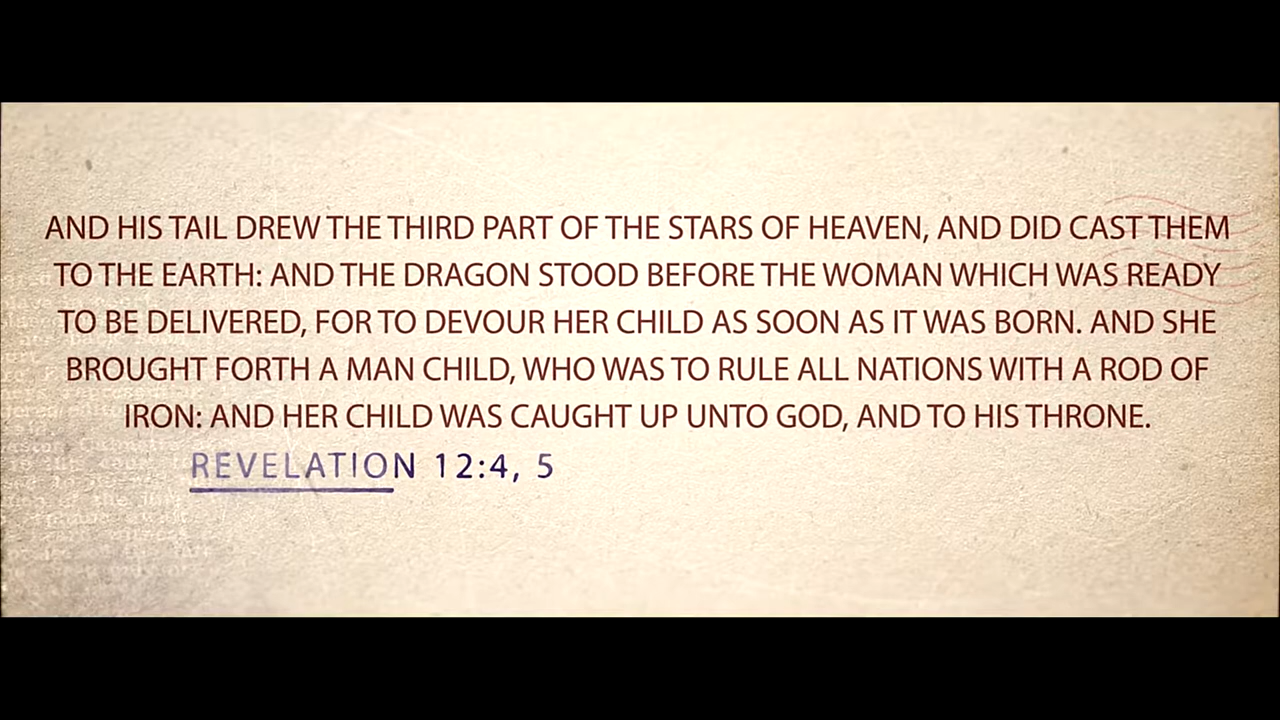 AND HIS TAIL DREW THE THIRD PART OF THE STARS OF HEAVEN, AND DID CAST THEM
TO THE EARTH: AND THE DRAGON STOOD BEFORE THE WOMAN WHICH WAS READY
TO BE DELIVERED, FOR TO DEVOUR HER CHILD AS SOON AS IT WAS BORN. AND SHE
BROUGHT FORTH A MAN CHILD, WHO WAS TO RULE ALL NATIONS WITH A ROD OF
IRON: AND HER CHILD WAS CAUGHT UP UNTO GOD, AND TO HIS THRONE.
REVELATION 12:4, 5